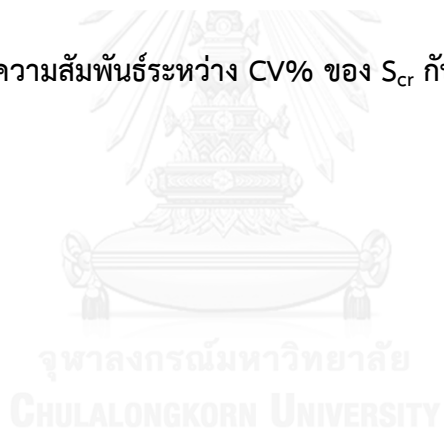 ความสัมพันธ์ระหว่าง CV% ของ Scr กับ
จุฬาลงกรณ์มหาวิทยาลัย
CHULALONGKORN UNIVERSITY